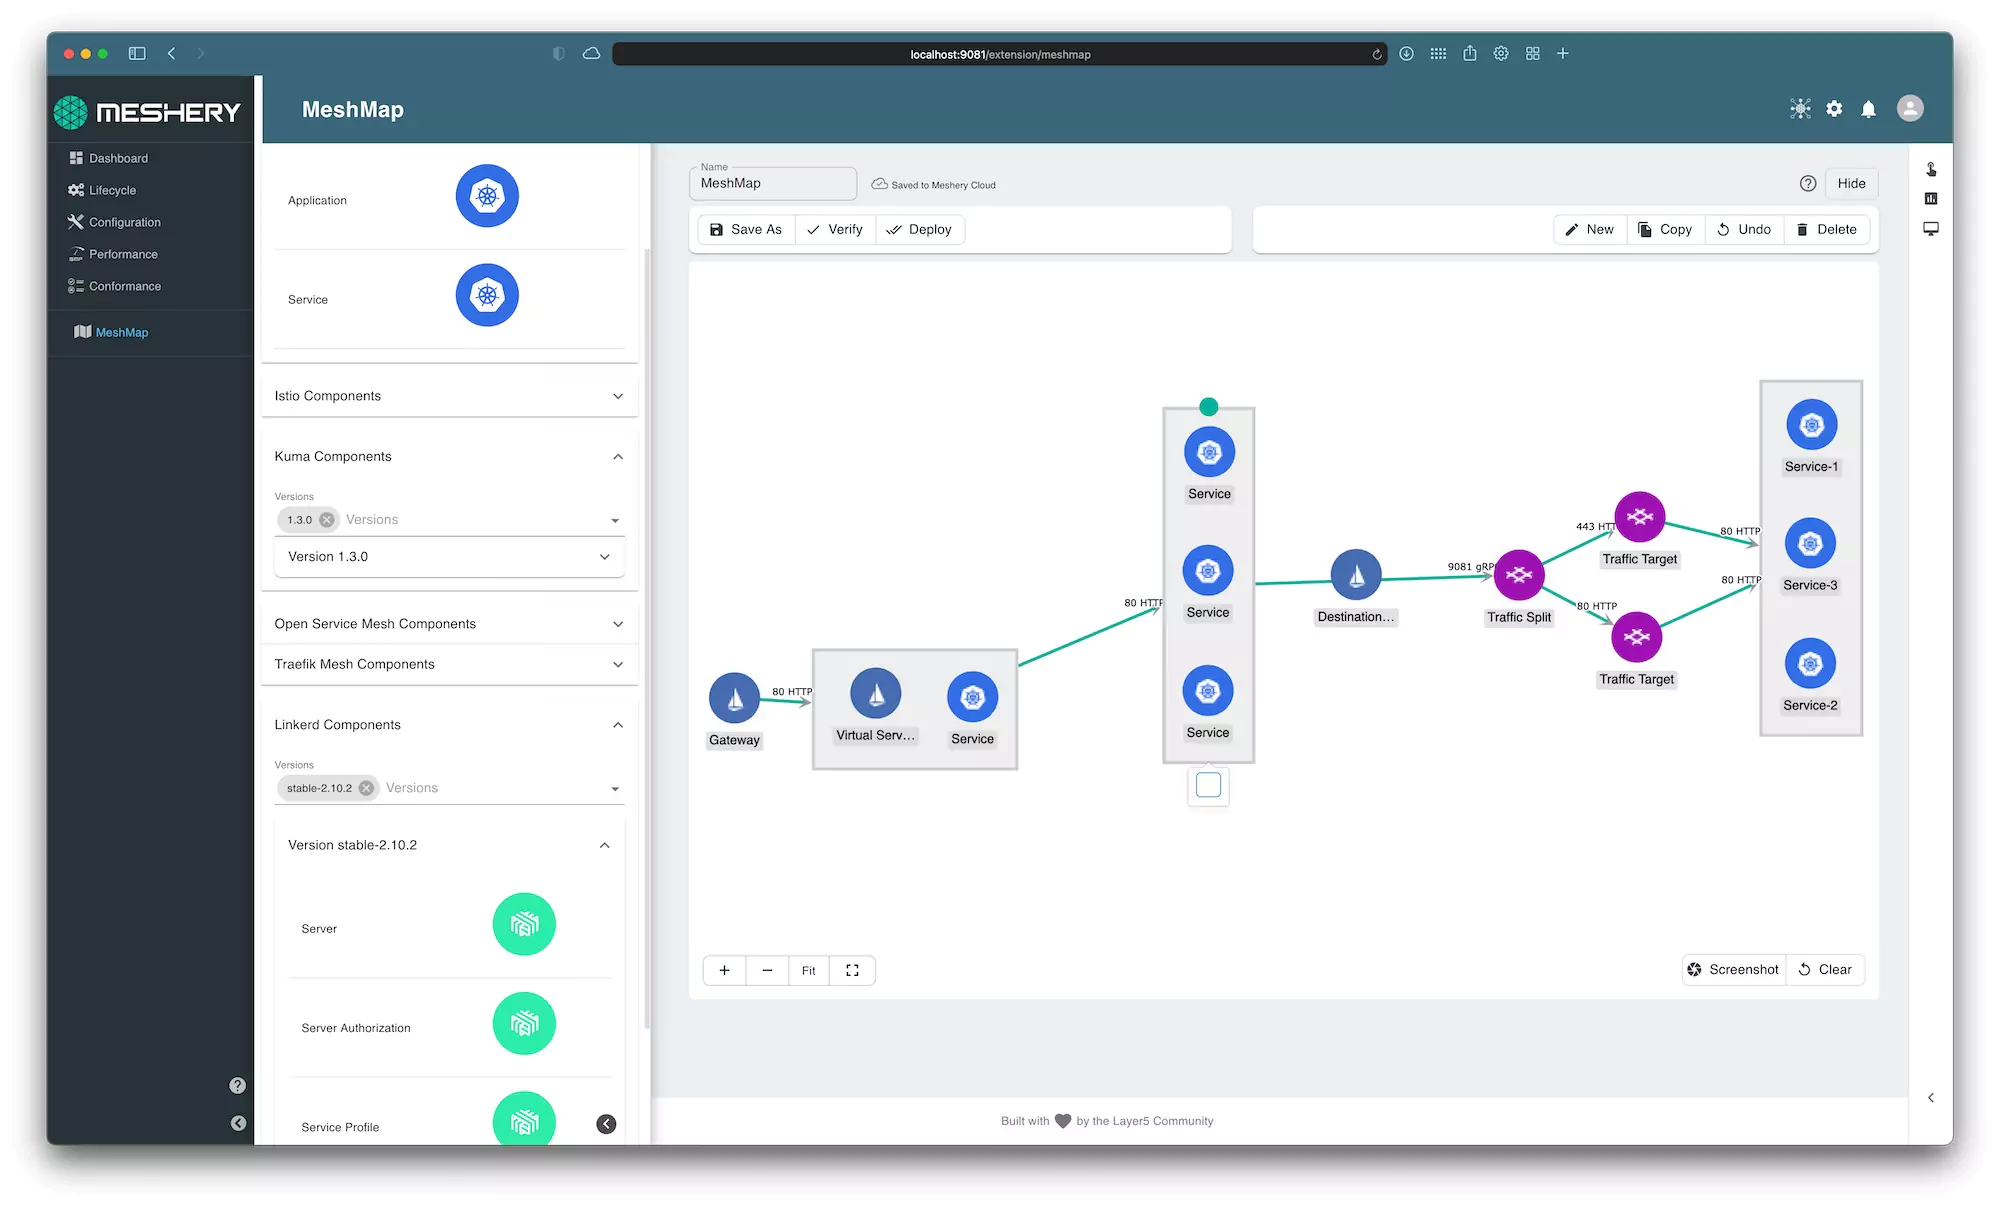 localhost:9081/extension/meshmap
MESHERY
MeshMap
Dashboard
Lifecycle
Configuration
Performance
Conformance
MeshMap
Application
Service
Istio Components
Kuma Components
Versions
1.3.0 Versions
Version 1.3.0
Open Service Mesh Components
Traefik Mesh Components
Linkerd Components
Versions
stable-2.10.2 Versions
Version stable-2.10.2
Server
Server Authorization
Service Profile
Name
MeshMap
Saved to Meshery Cloud
Hide
Save As Verify Deploy
New Copy Undo Delete
Gateway
80 HTTP
Virtual Serv...
Service
80 HTTP
Service
Service
Service
Destination...
9081 gRPC
Traffic Split
443 HTT
Traffic Target
80 HTTP
Traffic Target
80 HTTP
80 HTTP
Service-1
Service-3
Service-2
+ − Fit
Screenshot Clear
Built with by the Layer5 Community